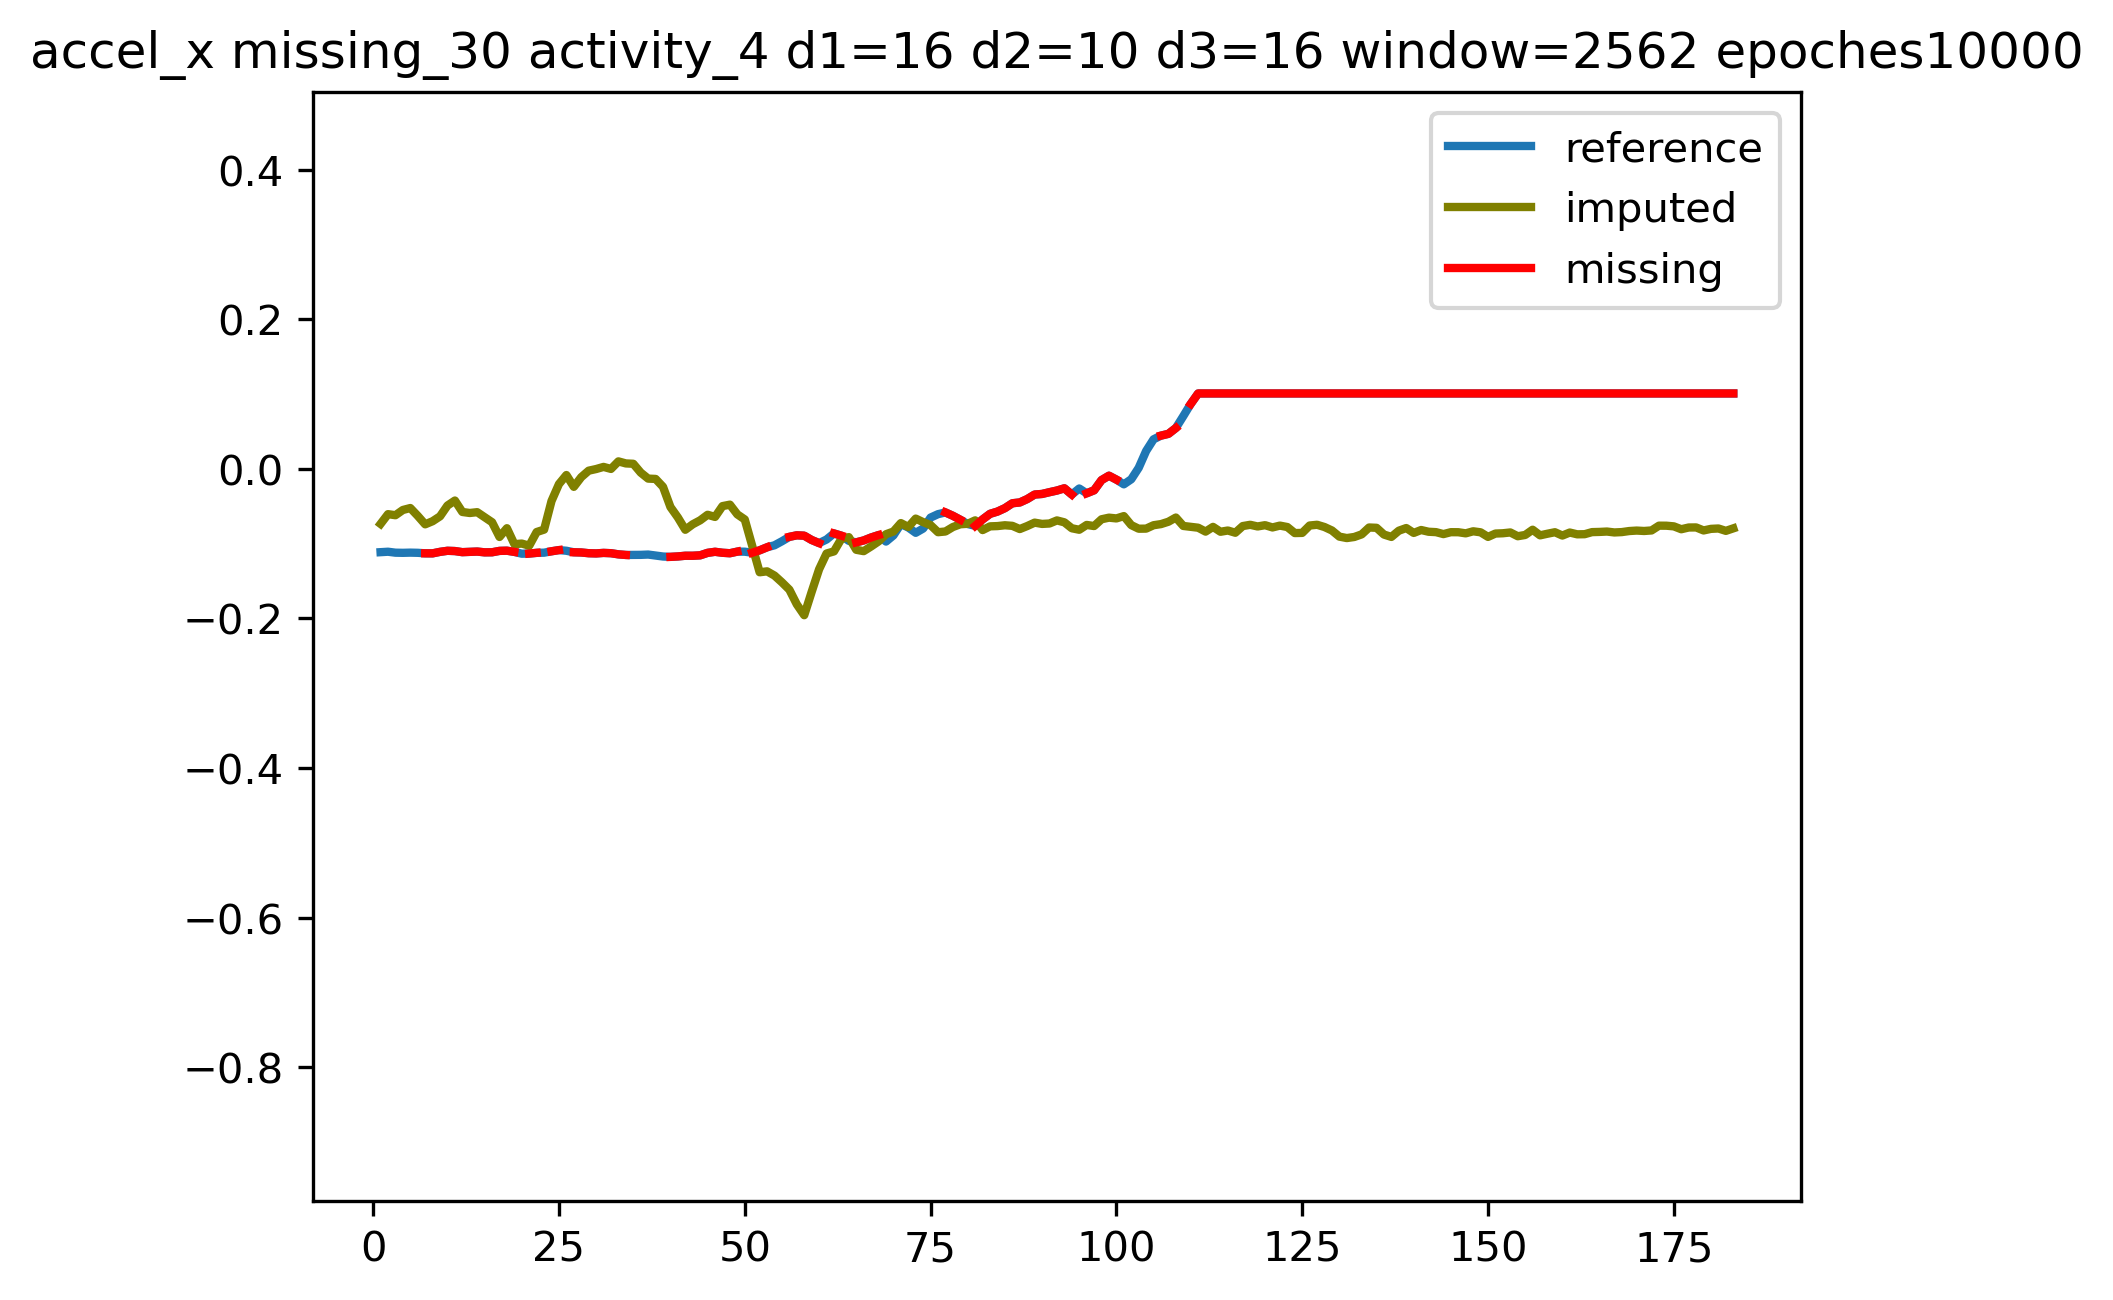 accel_x missing_30 activity_4 d1=16 d2=10 d3=16 window=2562 epoches10000
reference
imputed
missing
0.4
0.2
0.0
−0.2
−0.4
−0.6
−0.8
0 25 50 75 100 125 150 175